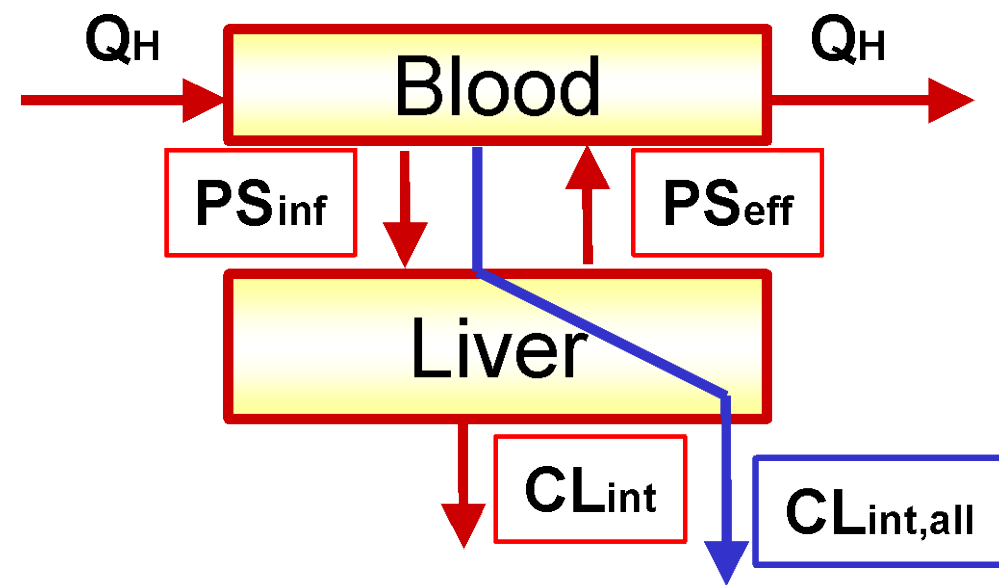 QH
QH
Blood
PSinf
PSeff
Liver
CLint
CLint,all